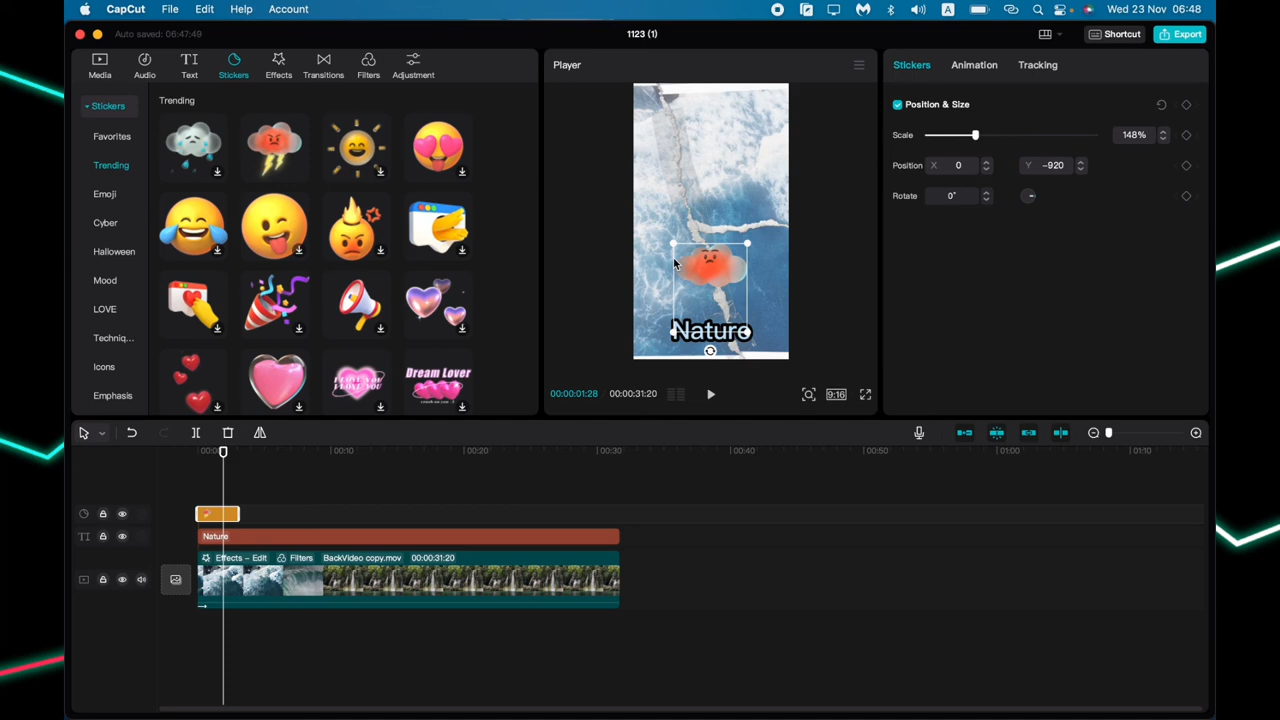 CapCut File Edit Help Account
A
Wed 23 Nov 06:48
Auto saved: 06:47:49
1123 (1)
Shortcut
Export
Media Audio Text Stickers Effects Transitions Filters Adjustment
Player
Stickers Animation Tracking
Stickers
Favorites
Trending
Emoji
Cyber
Halloween
Mood
LOVE
Techniq...
Icons
Emphasis
Trending
Dream Lover
Nature
00:00:01:28 00:00:31:20
9:16
Position & Size
Scale 148%
Position X 0 Y -920
Rotate 0°
00:10 00:20 00:30 00:40 00:50 01:00 01:10
TI Nature
Effects – Edit Filters BackVideo copy.mov 00:00:31:20